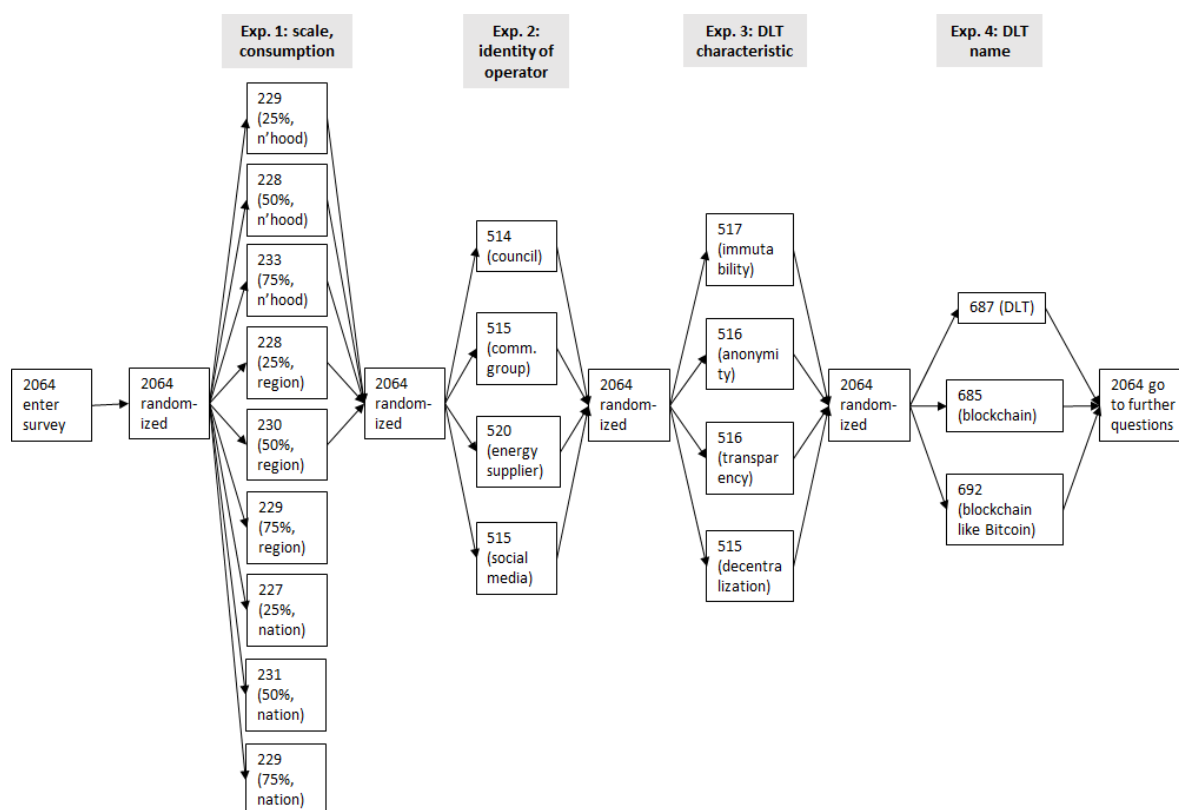 Exp. 1: scale,
consumption
Exp. 2:
identity of
operator
Exp. 3: DLT
characteristic
Exp. 4: DLT
name
2064
enter
survey
2064
random-
ized
229
(25%,
n'hood)
228
(50%,
n'hood)
233
(75%,
n'hood)
228
(25%,
region)
230
(50%,
region)
229
(75%,
region)
227
(25%,
nation)
231
(50%,
nation)
229
(75%,
nation)
2064
random-
ized
514
(council)
515
(comm.
group)
520
(energy
supplier)
515
(social
media)
2064
random-
ized
517
(immuta
bility)
516
(anonymi
ty)
516
(transpar
ency)
515
(decentra
lization)
2064
random-
ized
687 (DLT)
685
(blockchain)
692
(blockchain
like Bitcoin)
2064 go
to further
questions